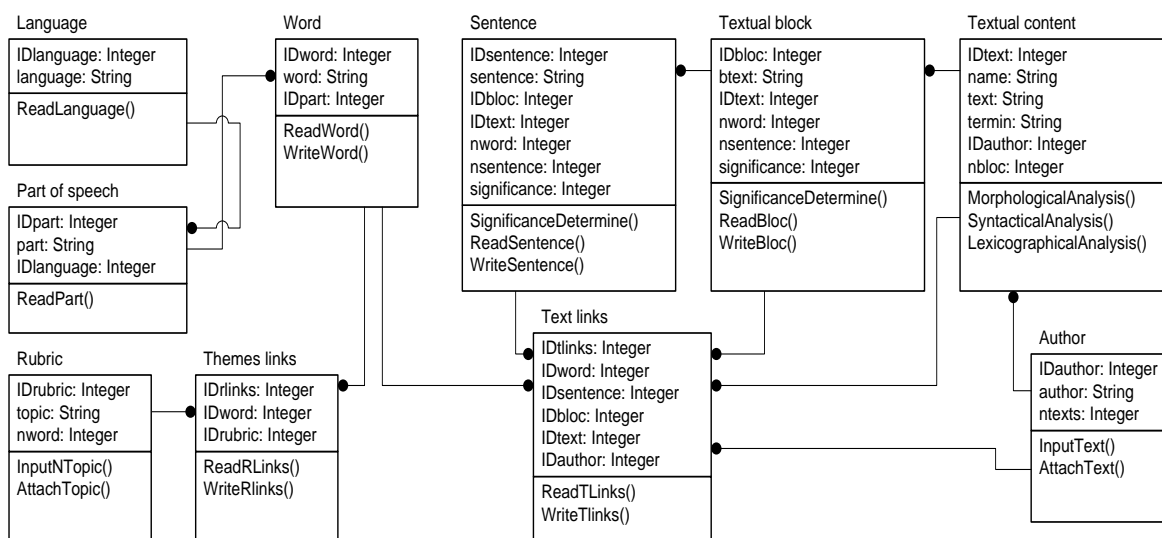 Language
IDlanguage: Integer
language: String
ReadLanguage()
Word
IDword: Integer
word: String
IDpart: Integer
ReadWord()
WriteWord()
Sentence
IDsentence: Integer
sentence: String
IDbloc: Integer
IDtext: Integer
nword: Integer
nsentence: Integer
significance: Integer
SignificanceDetermine()
ReadSentence()
WriteSentence()
Textual block
IDbloc: Integer
btext: String
IDtext: Integer
nword: Integer
nsentence: Integer
significance: Integer
SignificanceDetermine()
ReadBloc()
WriteBloc()
Textual content
IDtext: Integer
name: String
text: String
termin: String
IDauthor: Integer
nbloc: Integer
MorphologicalAnalysis()
SyntacticalAnalysis()
LexicographicalAnalysis()
Part of speech
IDpart: Integer
part: String
IDlanguage: Integer
ReadPart()
Rubric
IDrubric: Integer
topic: String
nword: Integer
InputNTopic()
AttachTopic()
Themes links
IDrlinks: Integer
IDword: Integer
IDrubric: Integer
ReadRLinks()
WriteRlinks()
Text links
IDtlinks: Integer
IDword: Integer
IDsentence: Integer
IDbloc: Integer
IDtext: Integer
IDauthor: Integer
ReadTLinks()
WriteTlinks()
Author
IDauthor: Integer
author: String
ntexts: Integer
InputText()
AttachText()